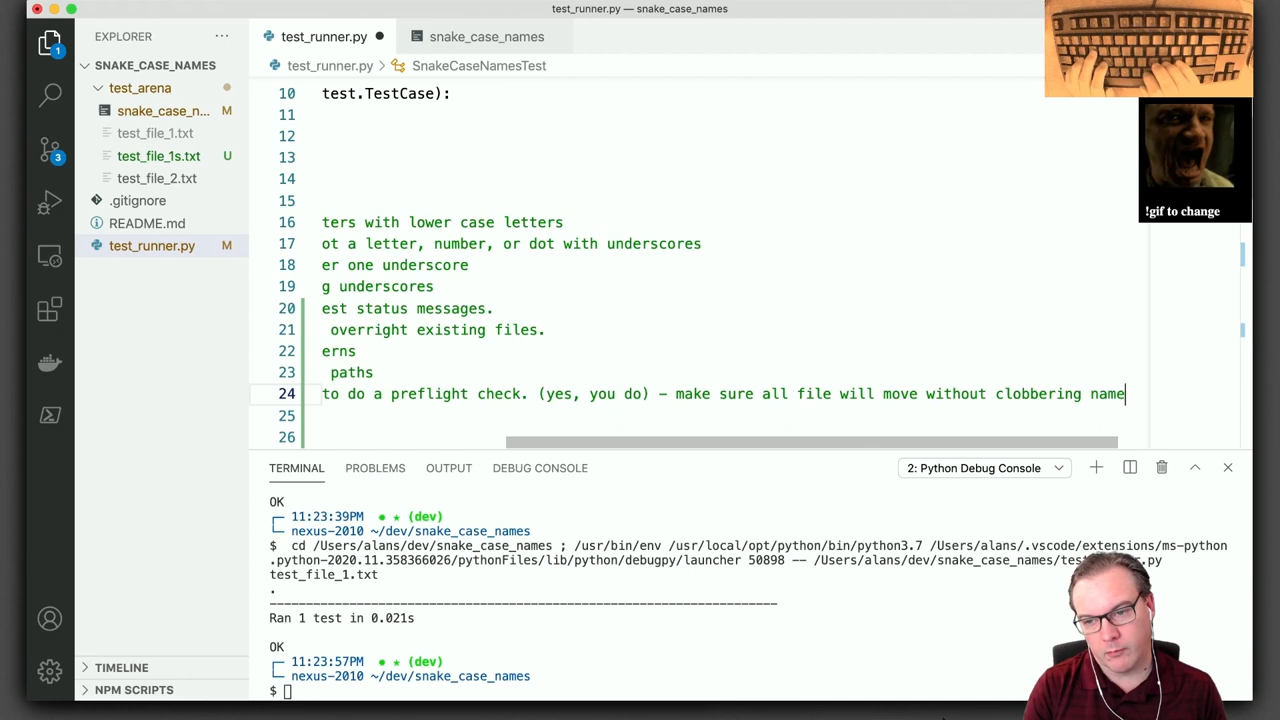 test_runner.py — snake_case_names
EXPLORER
SNAKE_CASE_NAMES
test_arena
snake_case_n... M
test_file_1.txt
test_file_1s.txt U
test_file_2.txt
.gitignore
README.md
test_runner.py M
TIMELINE
NPM SCRIPTS
1
3
test_runner.py
snake_case_names
test_runner.py > SnakeCaseNamesTest
10 test.TestCase):
11
12
13
14
15
16 ters with lower case letters
17 ot a letter, number, or dot with underscores
18 er one underscore
19 g underscores
20 est status messages.
21 overright existing files.
22 erns
23 paths
24 to do a preflight check. (yes, you do) - make sure all file will move without clobbering name
25
26
!gif to change
TERMINAL PROBLEMS OUTPUT DEBUG CONSOLE 2: Python Debug Console
OK
11:23:39PM ● ★ (dev)
nexus-2010 ~/dev/snake_case_names
$ cd /Users/alans/dev/snake_case_names ; /usr/bin/env /usr/local/opt/python/bin/python3.7 /Users/alans/.vscode/extensions/ms-python
.python-2020.11.358366026/pythonFiles/lib/python/debugpy/launcher 50898 -- /Users/alans/dev/snake_case_names/
test_file_1.txt
.
----------------------------------------------------------------------
Ran 1 test in 0.021s
OK
11:23:57PM ● ★ (dev)
nexus-2010 ~/dev/snake_case_names
$